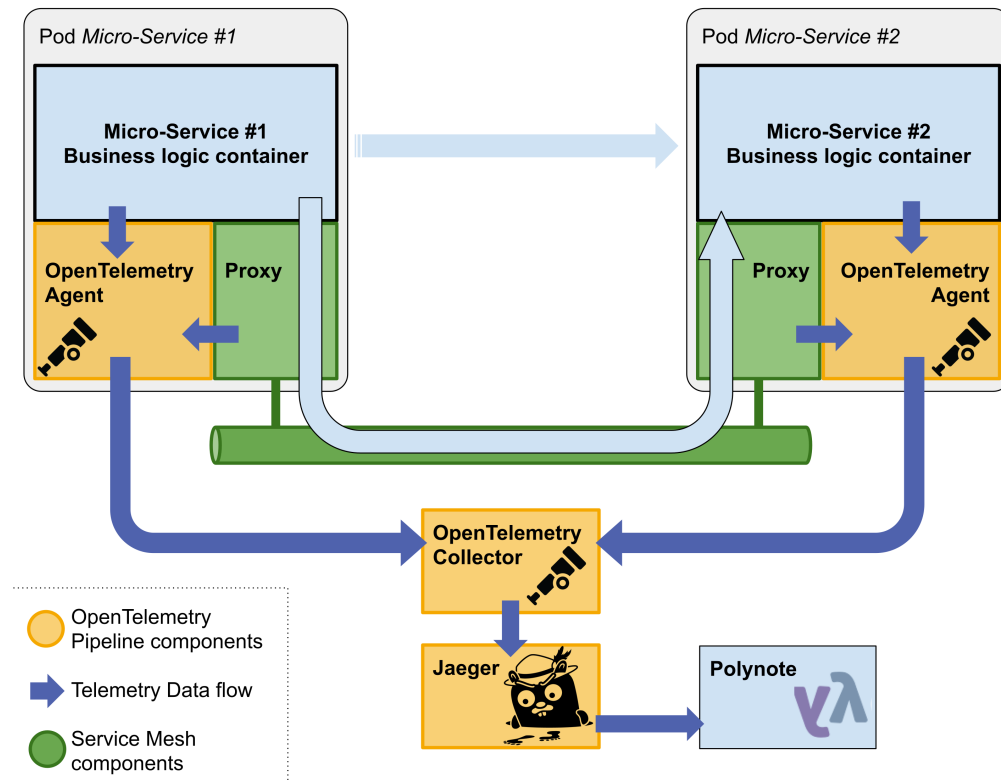 Pod Micro-Service #1
Micro-Service #1
Business logic container
OpenTelemetry
Agent
Proxy
Pod Micro-Service #2
Micro-Service #2
Business logic container
Proxy
OpenTelemetry
Agent
OpenTelemetry
Collector
Jaeger
Polynote
OpenTelemetry
Pipeline components
Telemetry Data flow
Service Mesh
components